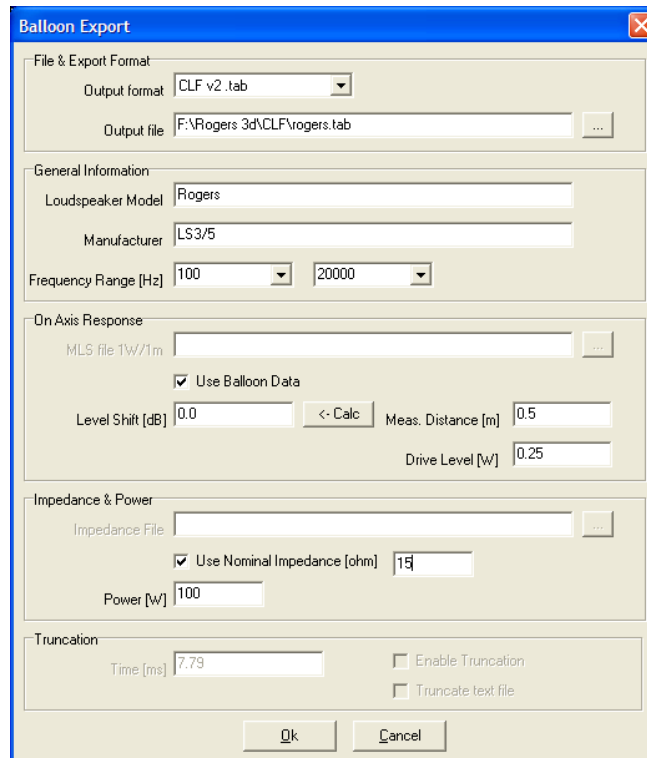 Balloon Export
File & Export Format
Output format CLF v2 .tab
Output file F:\Rogers 3d\CLF\rogers.tab ...
General Information
Loudspeaker Model Rogers
Manufacturer LS3/5
Frequency Range [Hz] 100 20000
On Axis Response
MLS file 1W/1m ...
Use Balloon Data
Level Shift [dB] 0.0 <- Calc Meas. Distance [m] 0.5
Drive Level [W] 0.25
Impedance & Power
Impedance File ...
Use Nominal Impedance [ohm] 15
Power [W] 100
Truncation
Time [ms] 7.79 Enable Truncation
Truncate text file
Ok Cancel